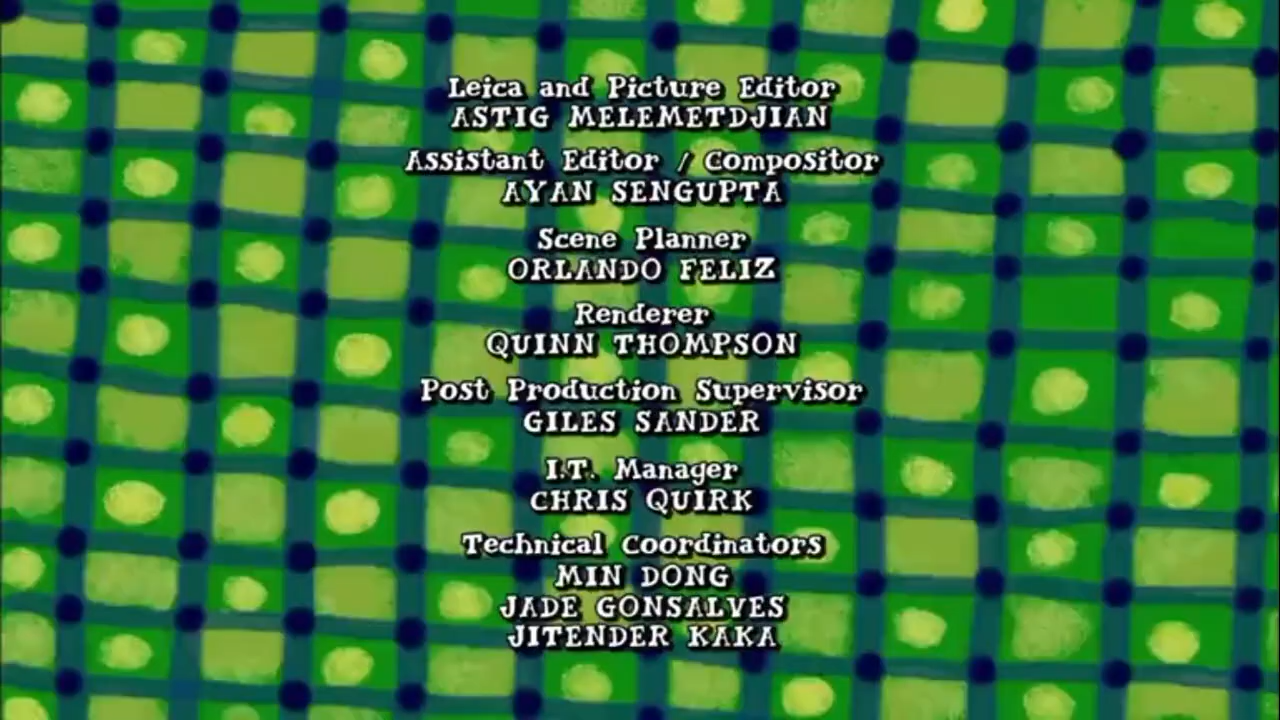 Leica and Picture Editor
ASTIG MELEMETDJIAN
Assistant Editor / Compositor
AYAN SENGUPTA
Scene Planner
ORLANDO FELIZ
Renderer
QUINN THOMPSON
Post Production Supervisor
GILES SANDER
I.T. Manager
CHRIS QUIRK
Technical Coordinators
MIN DONG
JADE GONSALVES
JITENDER KAKA